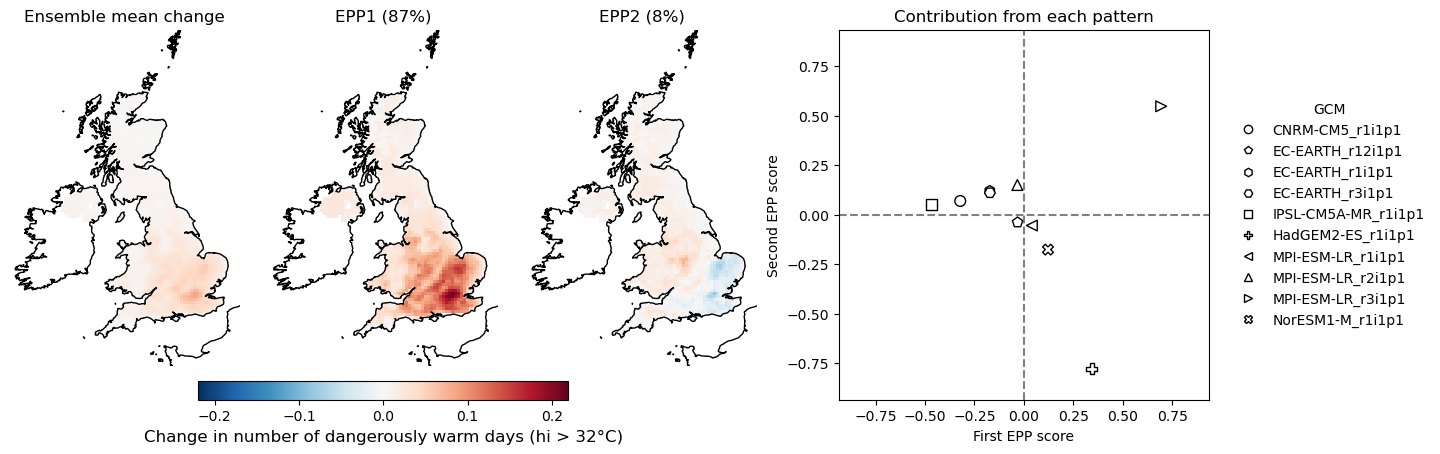 Ensemble mean change
EPP1 (87%)
EPP2 (8%)
−0.2
−0.1
0.0
0.1
0.2
Change in number of dangerously warm days (hi > 32°C)
Contribution from each pattern
Second EPP score
0.75
0.50
0.25
0.00
−0.25
−0.50
−0.75
−0.75
−0.50
−0.25
0.00
0.25
0.50
0.75
First EPP score
GCM
CNRM-CM5_r1i1p1
EC-EARTH_r12i1p1
EC-EARTH_r1i1p1
EC-EARTH_r3i1p1
IPSL-CM5A-MR_r1i1p1
HadGEM2-ES_r1i1p1
MPI-ESM-LR_r1i1p1
MPI-ESM-LR_r2i1p1
MPI-ESM-LR_r3i1p1
NorESM1-M_r1i1p1